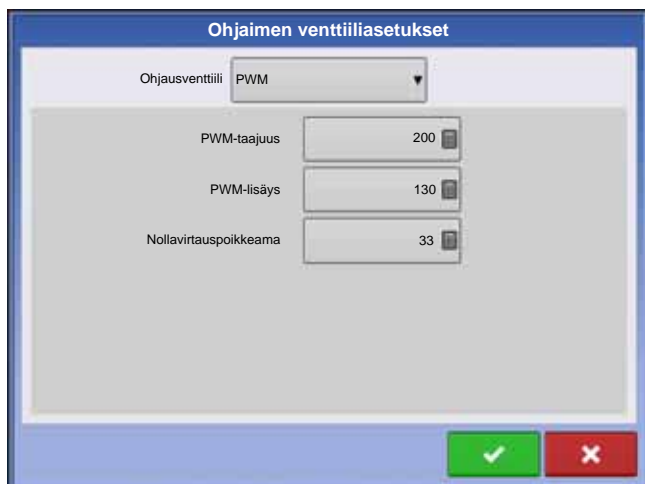 Ohjaimen venttiiliasetukset
Ohjausventtiili PWM
PWM-taajuus 200
PWM-lisäys 130
Nollavirtauspoikkeama 33